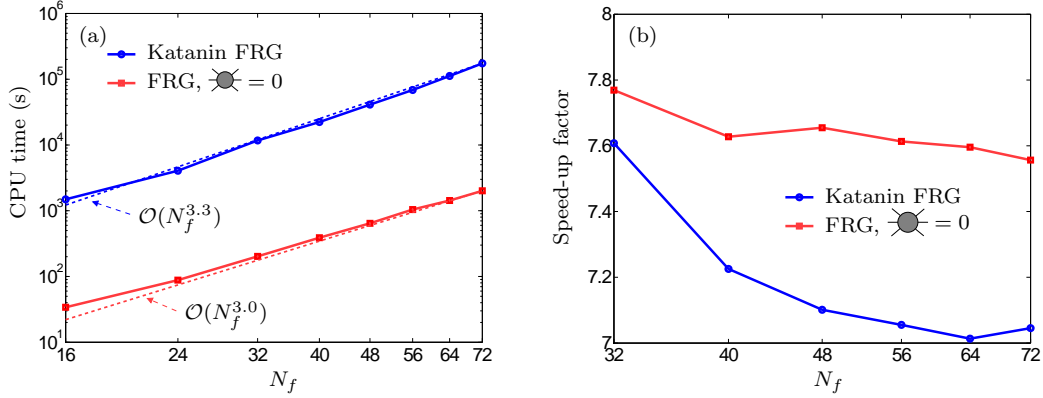 (a)
Katanin FRG
FRG, = 0
CPU time (s)
10^6
10^5
10^4
10^3
10^2
10^1
O(N_f^{3.3})
O(N_f^{3.0})
16 24 32 40 48 56 64 72
N_f
(b)
Katanin FRG
FRG, = 0
Speed-up factor
8
7.8
7.6
7.4
7.2
7
32 40 48 56 64 72
N_f